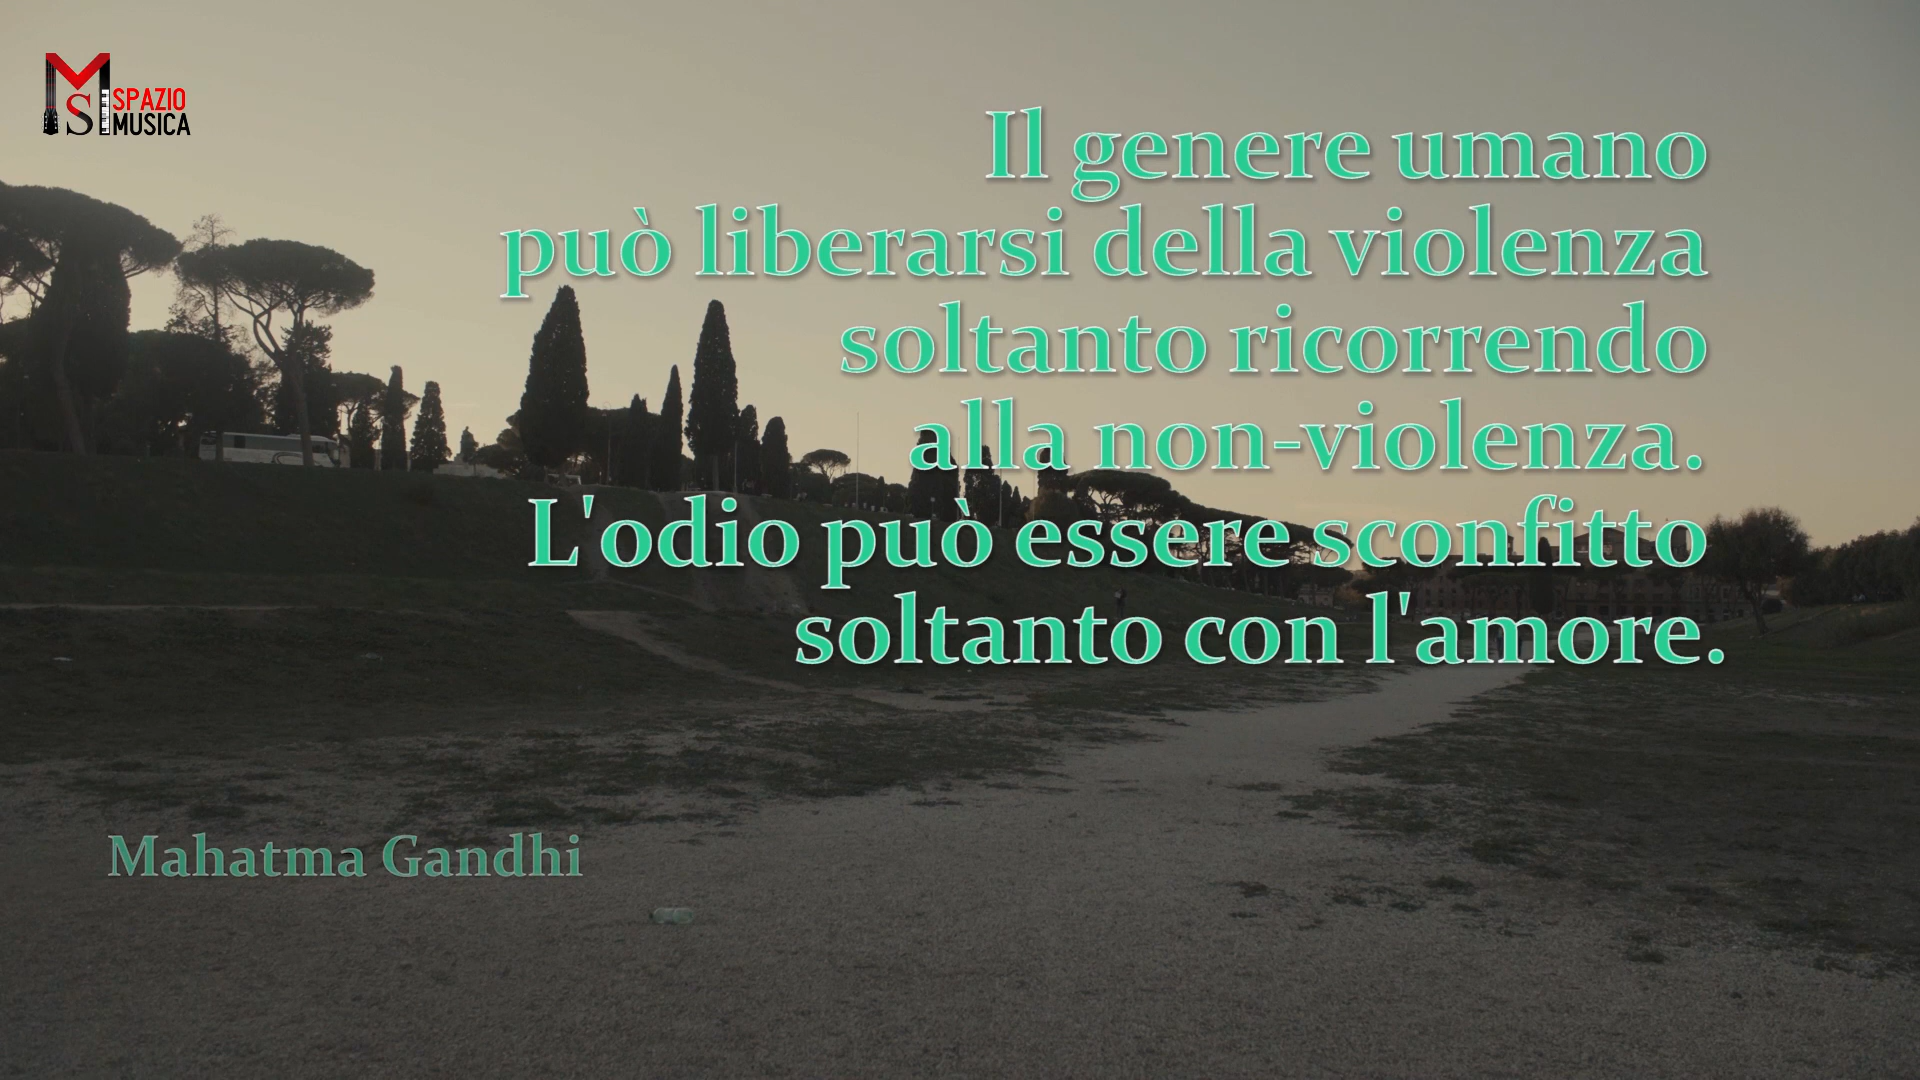 SPAZIO
MUSICA
Il genere umano
può liberarsi della violenza
soltanto ricorrendo
alla non-violenza.
L'odio può essere sconfitto
soltanto con l'amore.
Mahatma Gandhi